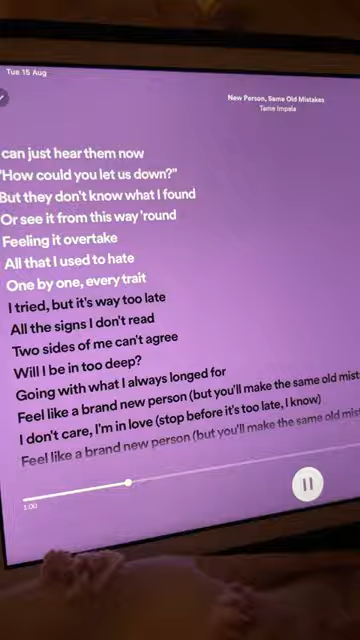 Tue 15 Aug
New Person, Same Old Mistakes
Tame Impala
can just hear them now
"How could you let us down?"
But they don't know what I found
Or see it from this way 'round
Feeling it overtake
All that I used to hate
One by one, every trait
I tried, but it's way too late
All the signs I don't read
Two sides of me can't agree
Will I be in too deep?
Going with what I always longed for
Feel like a brand new person (but you'll make the same old mist
I don't care, I'm in love (stop before it's too late, I know)
Feel like a brand new person (but you'll make the same old mist
1:00